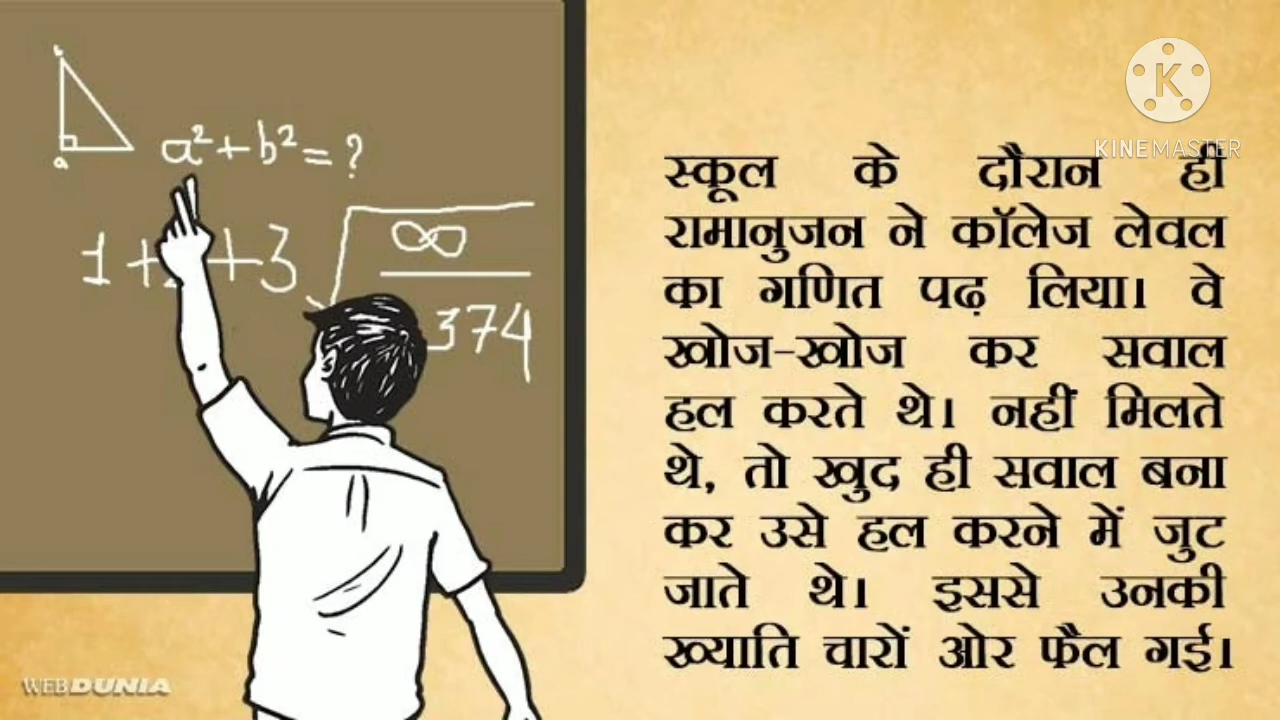 a² + b² = ?
1 + + 3 √ ∞
374
KINEMASTER
स्कूल के दौरान ही
रामानुजन ने कॉलेज लेवल
का गणित पढ़ लिया। वे
खोज-खोज कर सवाल
हल करते थे। नहीं मिलते
थे, तो खुद ही सवाल बना
कर उसे हल करने में जुट
जाते थे। इससे उनकी
ख्याति चारों ओर फैल गई।
WEBDUNIA